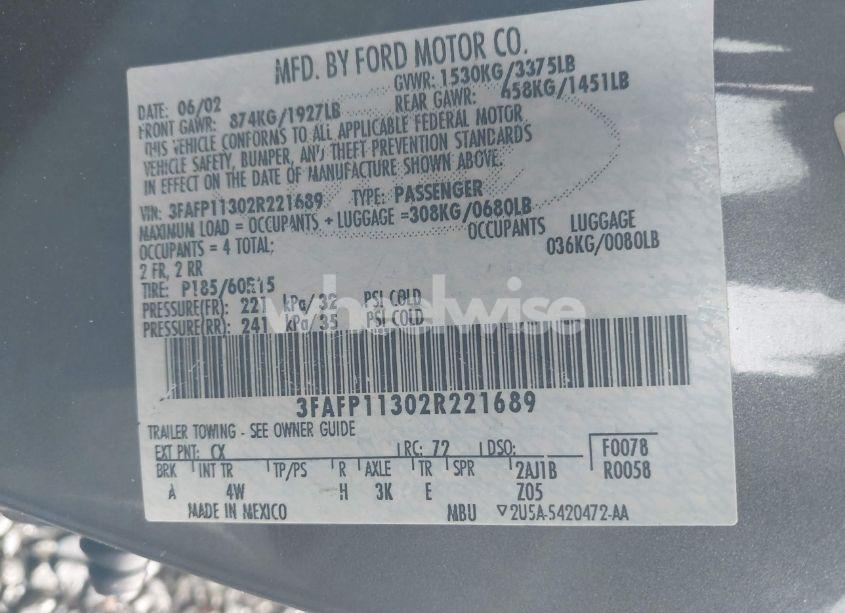 MFD. BY FORD MOTOR CO.
DATE: 06/02 GVWR: 1530KG/3375LB
FRONT GAWR: 874KG/1927LB REAR GAWR: 658KG/1451LB
THIS VEHICLE CONFORMS TO ALL APPLICABLE FEDERAL MOTOR
VEHICLE SAFETY, BUMPER, AND THEFT PREVENTION STANDARDS
IN EFFECT ON THE DATE OF MANUFACTURE SHOWN ABOVE.
VIN: 3FAFP11302R221689 TYPE: PASSENGER
MAXIMUM LOAD = OCCUPANTS + LUGGAGE =308KG/0680LB
OCCUPANTS = 4 TOTAL; OCCUPANTS LUGGAGE
2 FR, 2 RR 036KG/0080LB
TIRE: P185/60R15
PRESSURE(FR): 221 kPa/32 PSI COLD
PRESSURE(RR): 241 kPa/35 PSI COLD
wheelwise
3FAFP11302R221689
TRAILER TOWING - SEE OWNER GUIDE
EXT PNT: CX RC: 72 DSO: F0078
BRK INT TR TP/PS R AXLE TR SPR 2AJ1B R0058
A 4W H 3K E Z05
MADE IN MEXICO MBU ▽2U5A-5420472-AA